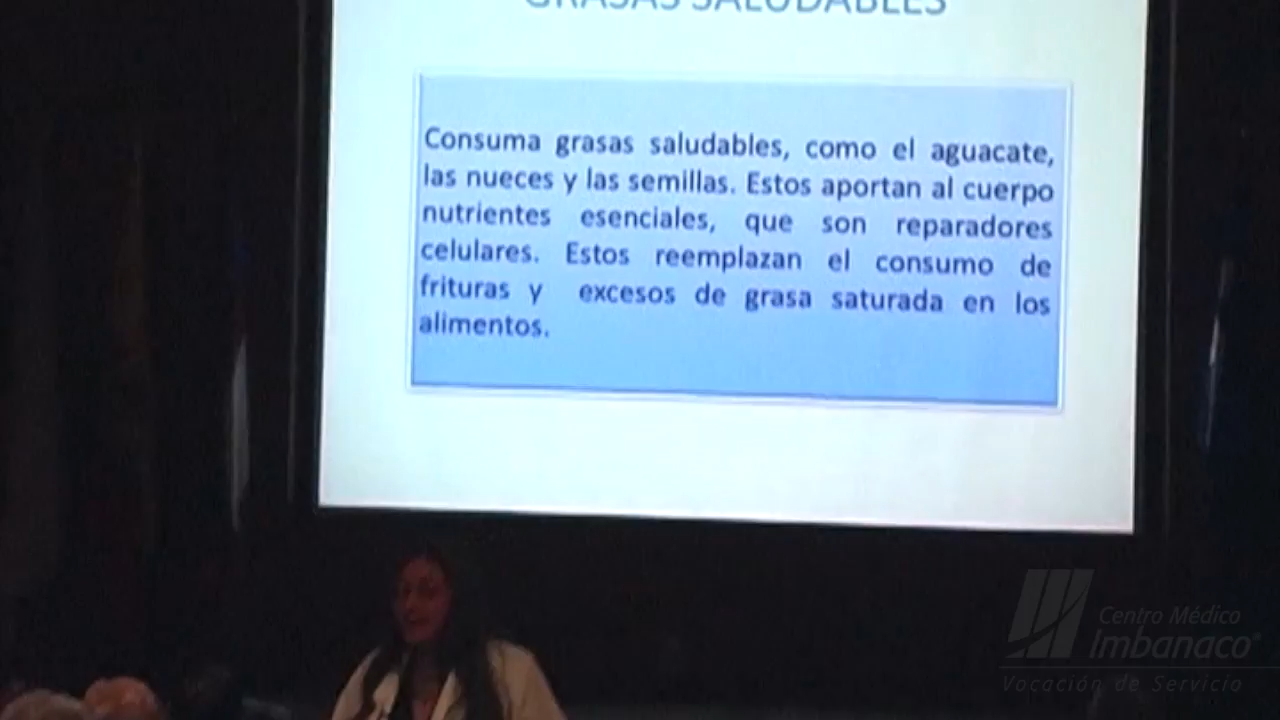 GRASAS SALUDABLES
Consuma grasas saludables, como el aguacate,
las nueces y las semillas. Estos aportan al cuerpo
nutrientes esenciales, que son reparadores
celulares. Estos reemplazan el consumo de
frituras y excesos de grasa saturada en los
alimentos.
Centro Médico
Imbanaco®
Vocación de Servicio